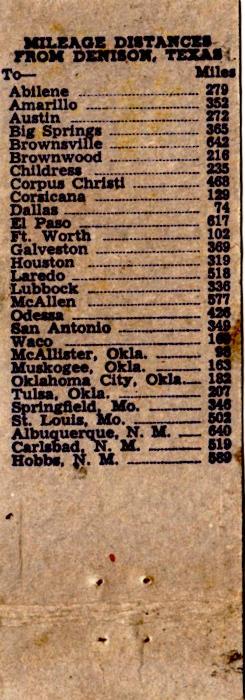 MILEAGE DISTANCES
FROM DENISON, TEXAS
To— Miles
Abilene 279
Amarillo 352
Austin 272
Big Springs 365
Brownsville 642
Brownwood 216
Childress 235
Corpus Christi 468
Corsicana 129
Dallas 74
El Paso 617
Ft. Worth 102
Galveston 369
Houston 319
Laredo 518
Lubbock 336
McAllen 577
Odessa 426
San Antonio 349
Waco
McAllister, Okla.
Muskogee, Okla. 163
Oklahoma City, Okla.
Tulsa, Okla. 207
Springfield, Mo. 346
St. Louis, Mo. 502
Albuquerque, N. M. 640
Carlsbad, N. M. 519
Hobbs, N. M.